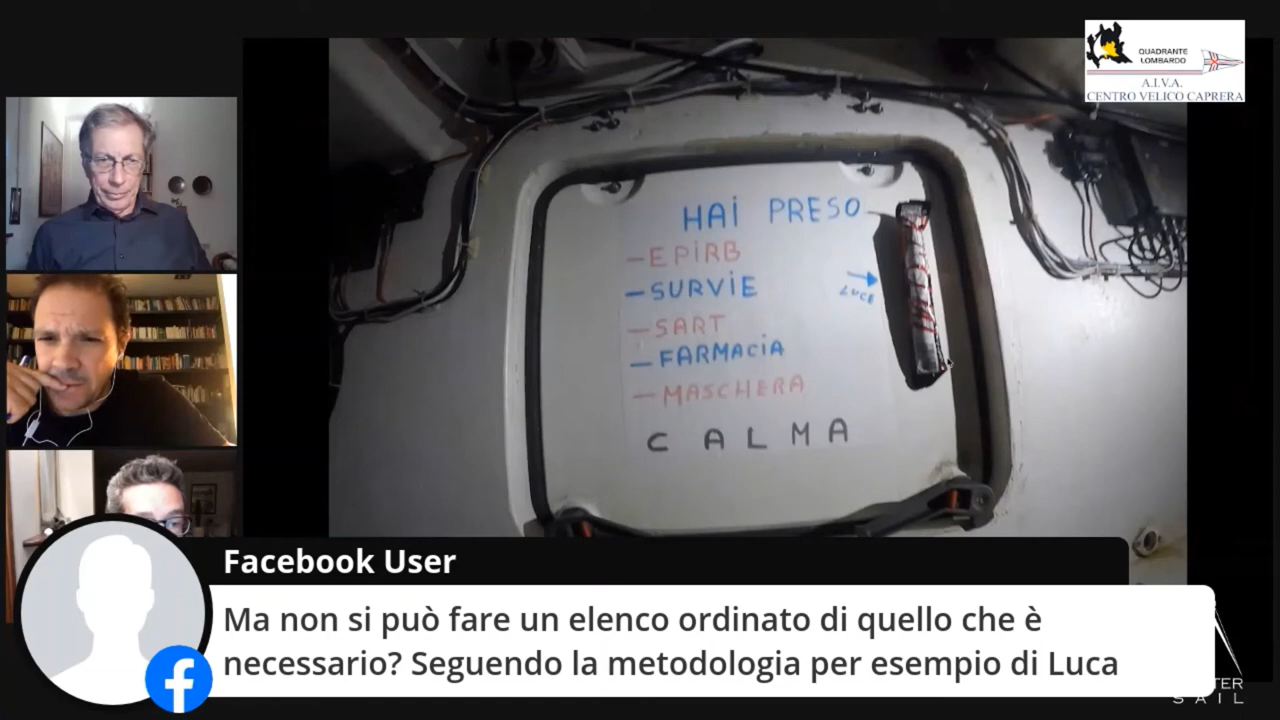 QUADRANTE
LOMBARDO
A.I.V.A.
CENTRO VELICO CAPRERA
HAI PRESO
- EPIRB
- SURVIE
LUCE
- SART
- FARMACIA
- MASCHERA
CALMA
Facebook User
Ma non si può fare un elenco ordinato di quello che è
necessario? Seguendo la metodologia per esempio di Luca
SAIL